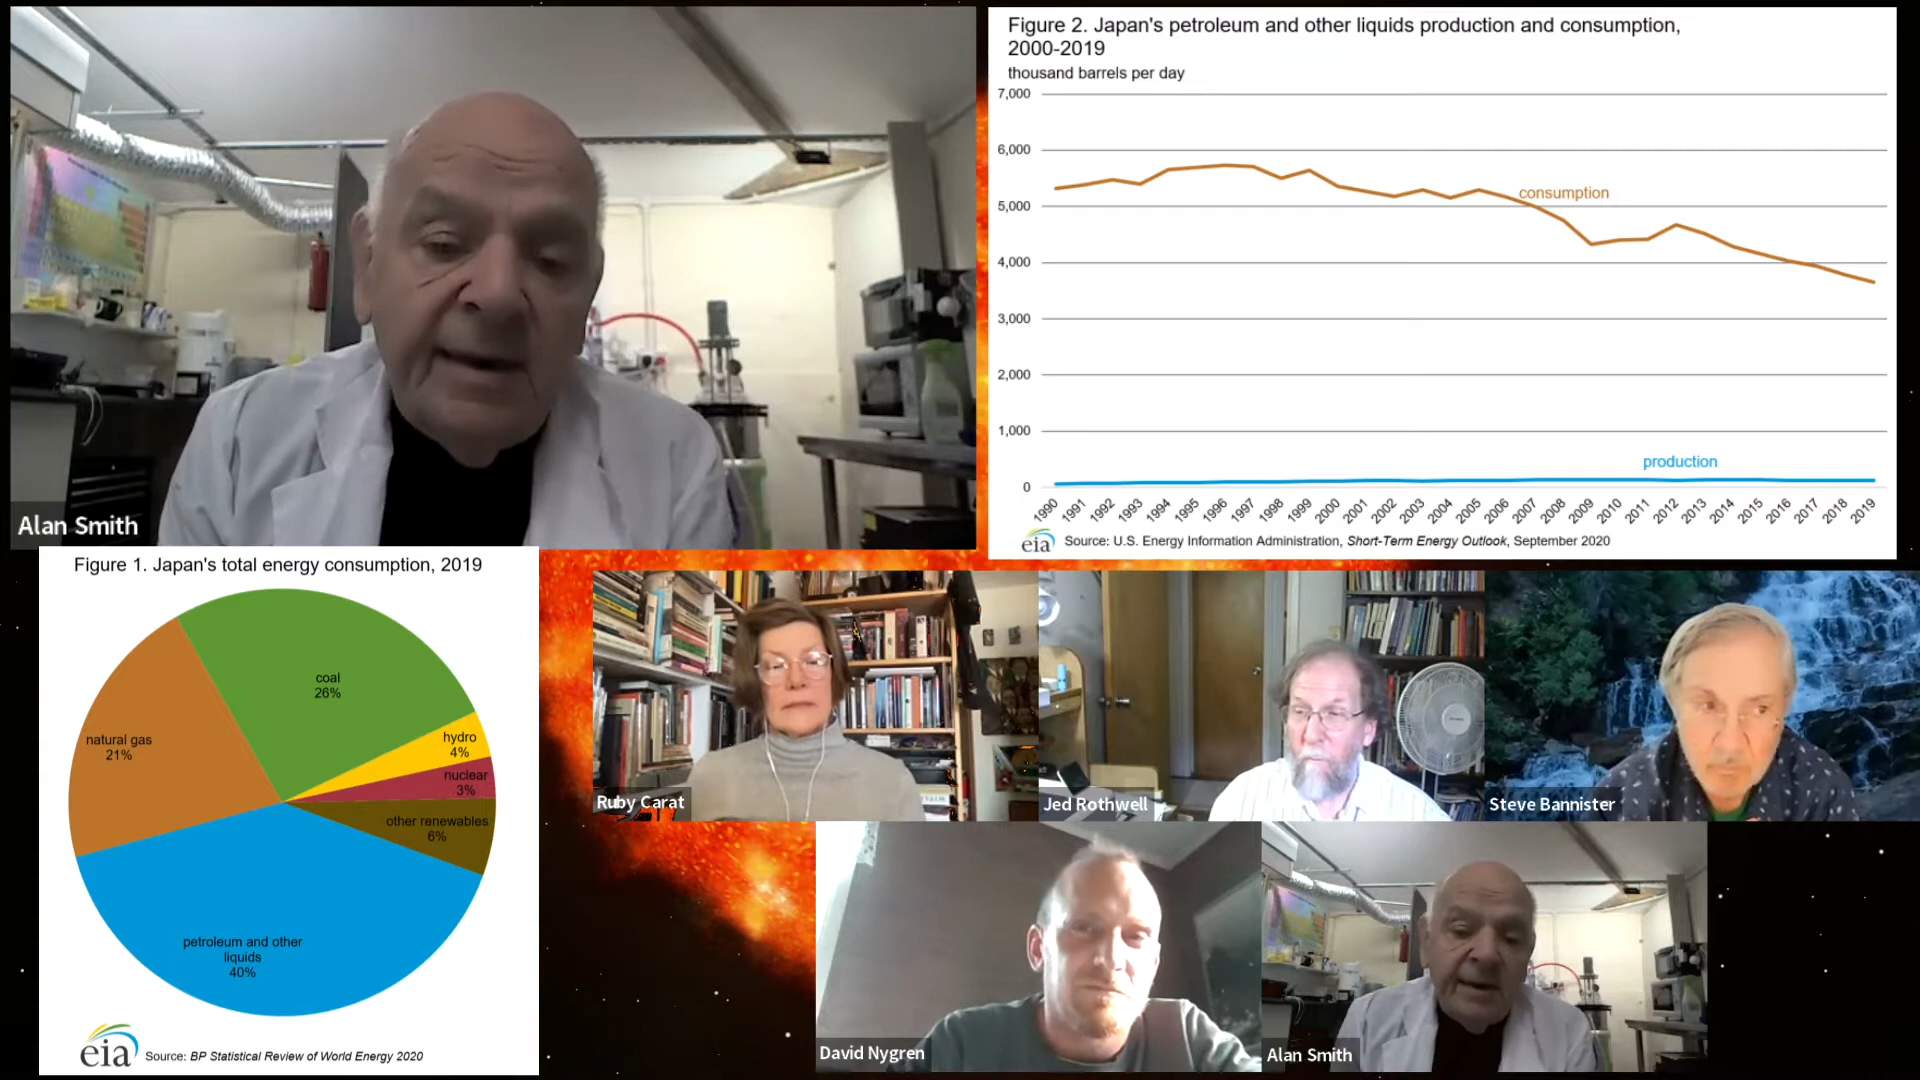 Alan Smith
Figure 2. Japan's petroleum and other liquids production and consumption,
2000-2019
thousand barrels per day
7,000
6,000
5,000
4,000
3,000
2,000
1,000
0
consumption
production
1990 1991 1992 1993 1994 1995 1996 1997 1998 1999 2000 2001 2002 2003 2004 2005 2006 2007 2008 2009 2010 2011 2012 2013 2014 2015 2016 2017 2018 2019
eia Source: U.S. Energy Information Administration, Short-Term Energy Outlook, September 2020
Figure 1. Japan's total energy consumption, 2019
coal
26%
natural gas
21%
hydro
4%
nuclear
3%
other renewables
6%
petroleum and other
liquids
40%
eia Source: BP Statistical Review of World Energy 2020
Ruby Carat
Jed Rothwell
Steve Bannister
David Nygren
Alan Smith